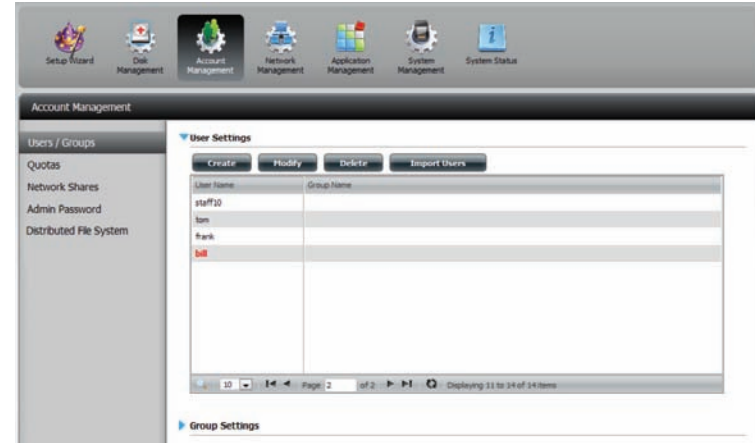 Setup Wizard
Disk Management
Account Management
Network Management
Application Management
System Management
System Status
Account Management
Users / Groups
Quotas
Network Shares
Admin Password
Distributed File System
User Settings
Create Modify Delete Import Users
User Name Group Name
staff10
tom
frank
bill
10 Page 2 of 2 Displaying 11 to 14 of 14 items
Group Settings